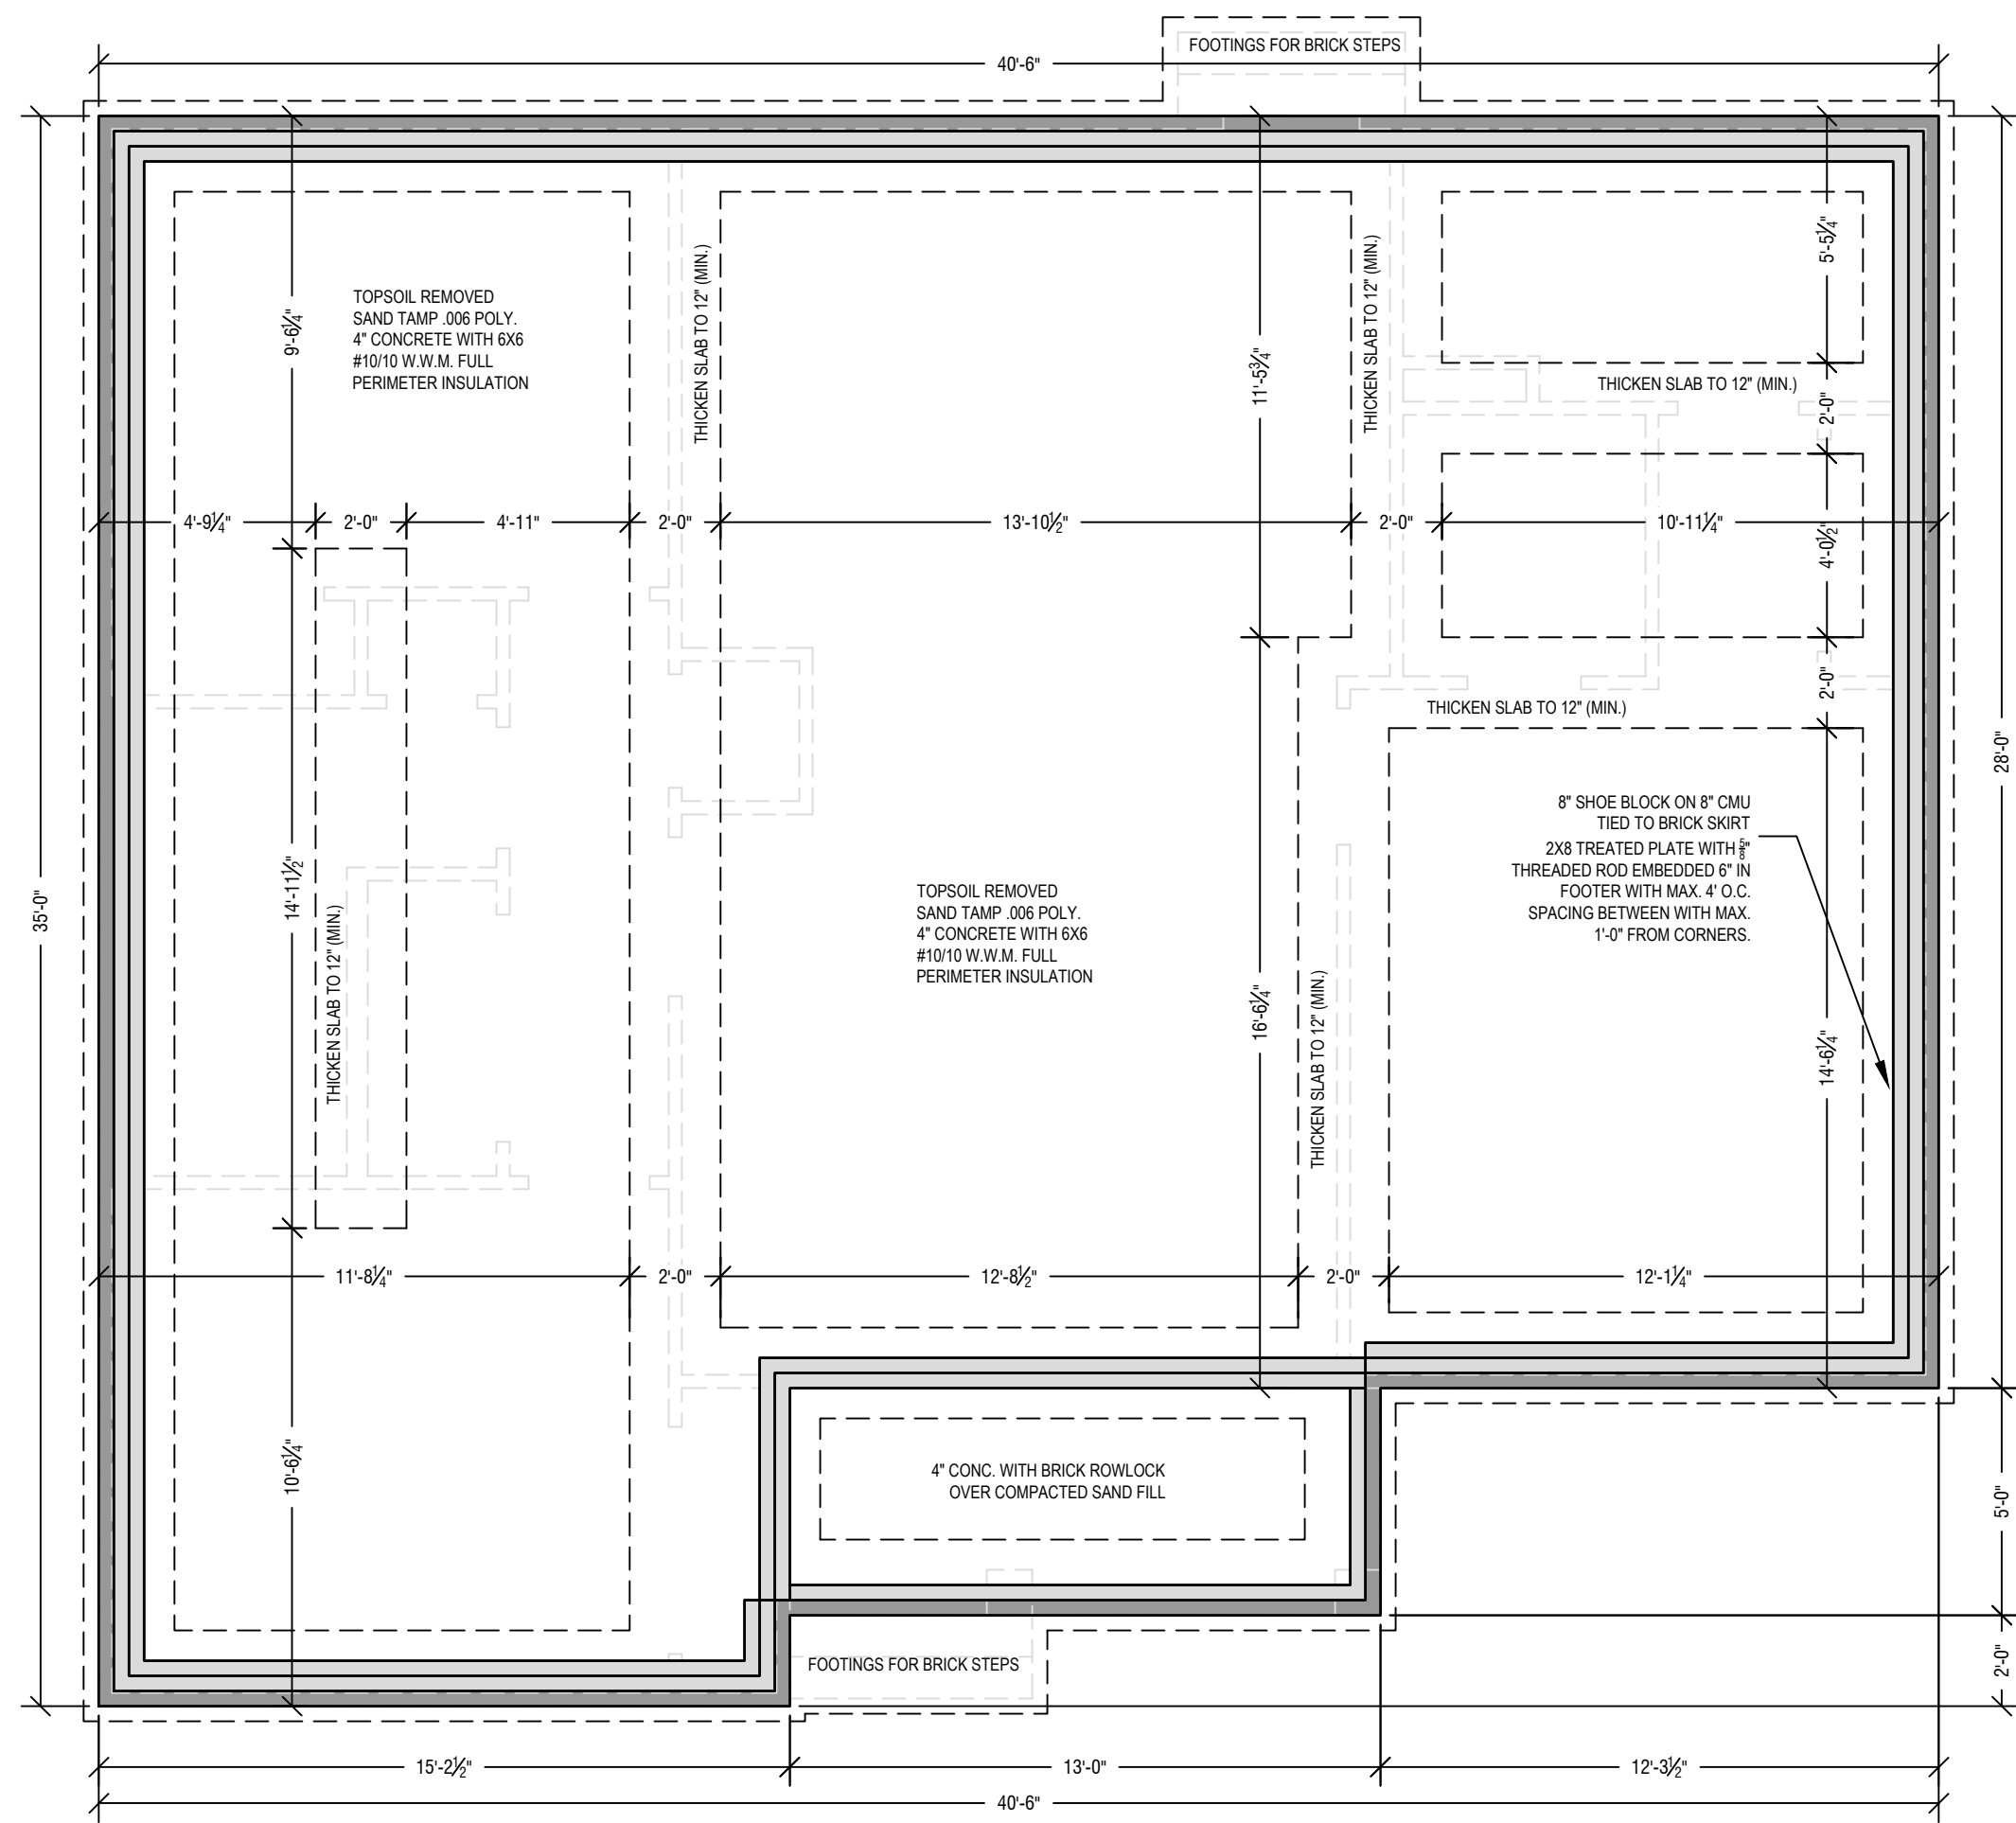 FOOTINGS FOR BRICK STEPS
40'-6"
TOPSOIL REMOVED
SAND TAMP .006 POLY.
4" CONCRETE WITH 6X6
#10/10 W.W.M. FULL
PERIMETER INSULATION
9'-6¼"
THICKEN SLAB TO 12" (MIN.)
11'-5¾"
THICKEN SLAB TO 12" (MIN.)
5'-5¼"
THICKEN SLAB TO 12" (MIN.)
2'-0"
4'-9¼"
2'-0"
4'-11"
2'-0"
13'-10½"
2'-0"
10'-11¼"
4'-0½"
2'-0"
THICKEN SLAB TO 12" (MIN.)
28'-0"
8" SHOE BLOCK ON 8" CMU
TIED TO BRICK SKIRT
2X8 TREATED PLATE WITH ⅝"
THREADED ROD EMBEDDED 6" IN
FOOTER WITH MAX. 4' O.C.
SPACING BETWEEN WITH MAX.
1'-0" FROM CORNERS.
35'-0"
14'-11½"
THICKEN SLAB TO 12" (MIN.)
TOPSOIL REMOVED
SAND TAMP .006 POLY.
4" CONCRETE WITH 6X6
#10/10 W.W.M. FULL
PERIMETER INSULATION
16'-6¼"
THICKEN SLAB TO 12" (MIN.)
14'-6¼"
11'-8¼"
2'-0"
12'-8½"
2'-0"
12'-1¼"
10'-6¼"
4" CONC. WITH BRICK ROWLOCK
OVER COMPACTED SAND FILL
5'-0"
FOOTINGS FOR BRICK STEPS
2'-0"
15'-2½"
13'-0"
12'-3½"
40'-6"